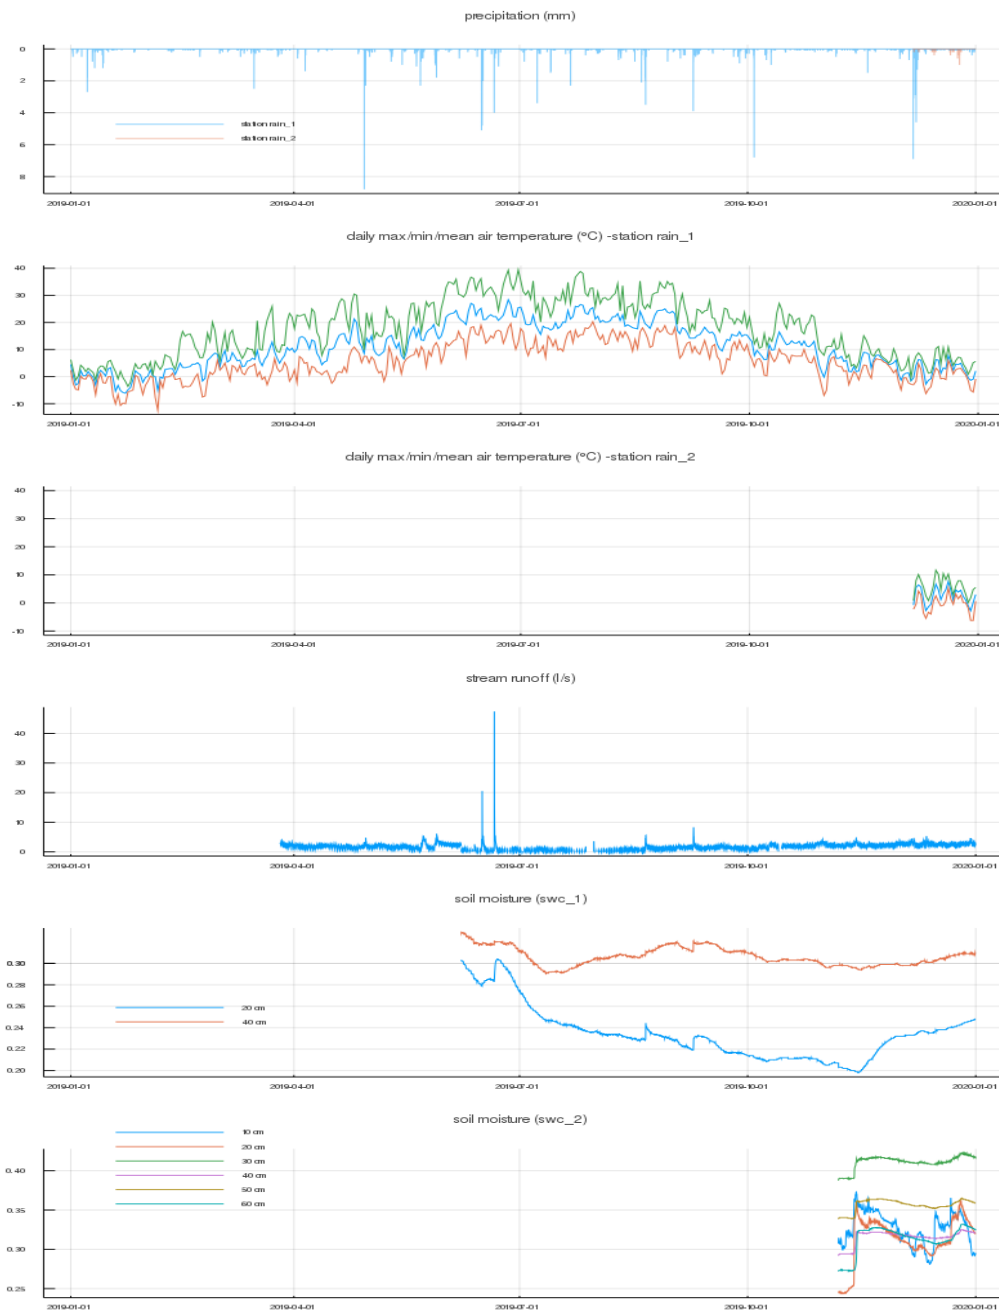 precipitation (mm)
0
2
4
6
8
station rain_1
station rain_2
2019-01-01 2019-04-01 2019-07-01 2019-10-01 2020-01-01
daily max/min/mean air temperature (°C) -station rain_1
40
30
20
10
0
-10
2019-01-01 2019-04-01 2019-07-01 2019-10-01 2020-01-01
daily max/min/mean air temperature (°C) -station rain_2
40
30
20
10
0
-10
2019-01-01 2019-04-01 2019-07-01 2019-10-01 2020-01-01
stream runoff (l/s)
40
30
20
10
0
2019-01-01 2019-04-01 2019-07-01 2019-10-01 2020-01-01
soil moisture (swc_1)
0.30
0.28
0.26
0.24
0.22
0.20
20 cm
40 cm
2019-01-01 2019-04-01 2019-07-01 2019-10-01 2020-01-01
soil moisture (swc_2)
10 cm
20 cm
30 cm
40 cm
50 cm
60 cm
0.40
0.35
0.30
0.25
2019-01-01 2019-04-01 2019-07-01 2019-10-01 2020-01-01